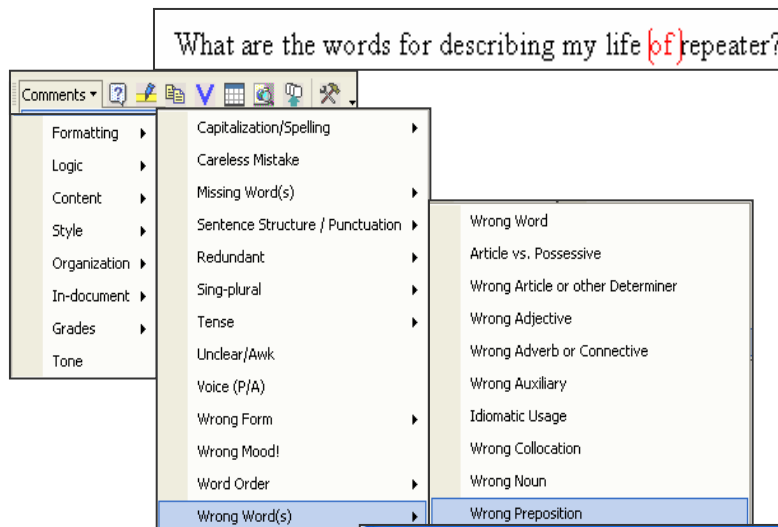 What are the words for describing my life of repeater?
Comments
Formatting
Logic
Content
Style
Organization
In-document
Grades
Tone
Capitalization/Spelling
Careless Mistake
Missing Word(s)
Sentence Structure / Punctuation
Redundant
Sing-plural
Tense
Unclear/Awk
Voice (P/A)
Wrong Form
Wrong Mood!
Word Order
Wrong Word(s)
Wrong Word
Article vs. Possessive
Wrong Article or other Determiner
Wrong Adjective
Wrong Adverb or Connective
Wrong Auxiliary
Idiomatic Usage
Wrong Collocation
Wrong Noun
Wrong Preposition